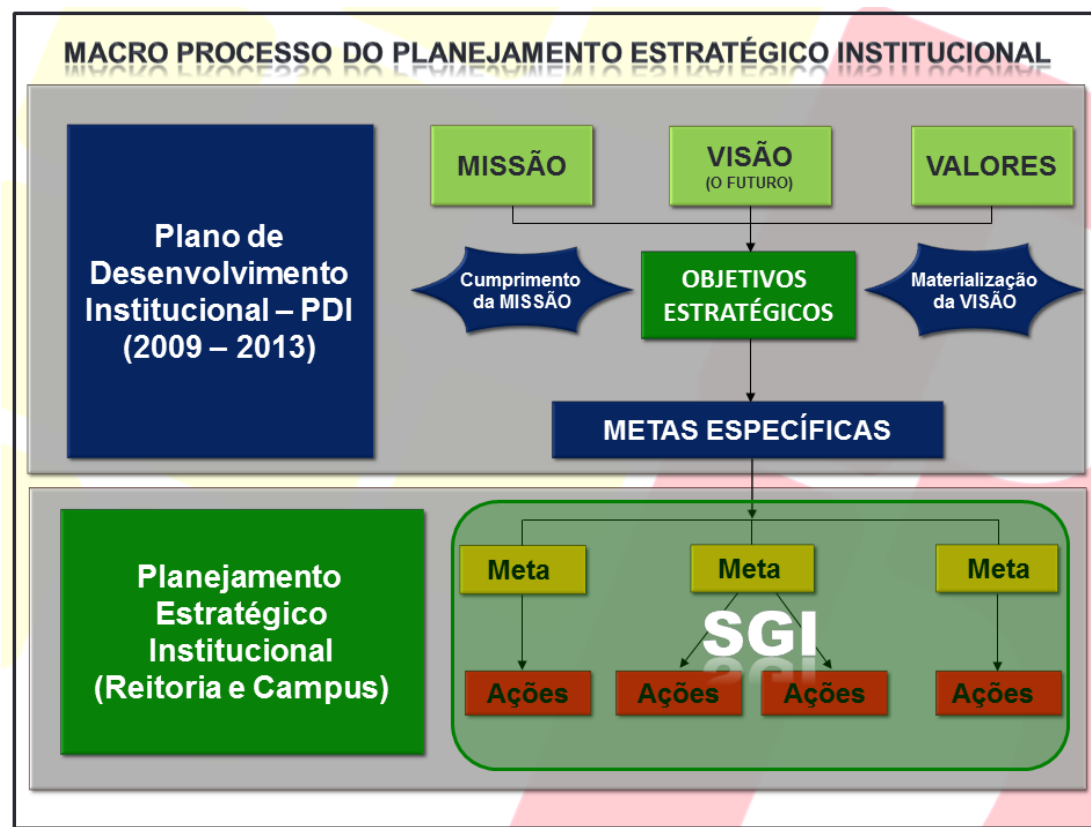 MACRO PROCESSO DO PLANEJAMENTO ESTRATÉGICO INSTITUCIONAL
Plano de
Desenvolvimento
Institucional – PDI
(2009 – 2013)
MISSÃO
VISÃO
(O FUTURO)
VALORES
Cumprimento
da MISSÃO
OBJETIVOS
ESTRATÉGICOS
Materialização
da VISÃO
METAS ESPECÍFICAS
Planejamento
Estratégico
Institucional
(Reitoria e Campus)
Meta
Meta
Meta
SGI
Ações
Ações
Ações
Ações